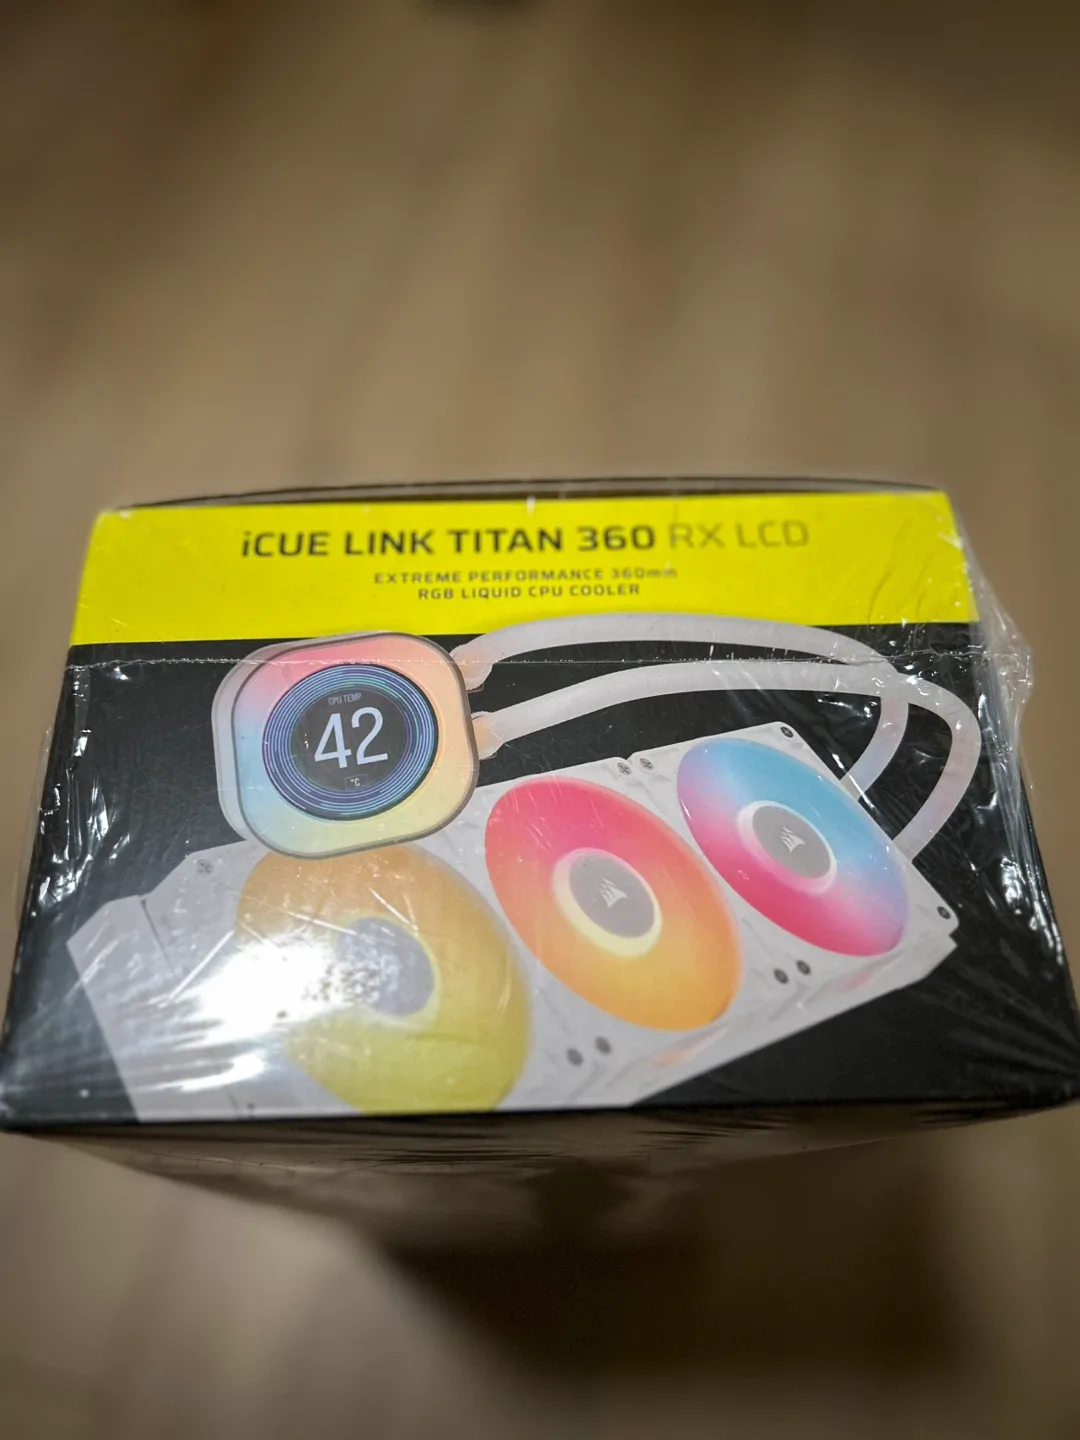 iCUE LINK TITAN 360 RX LCD
EXTREME PERFORMANCE 360mm
RGB LIQUID CPU COOLER
CPU TEMP
42
°C